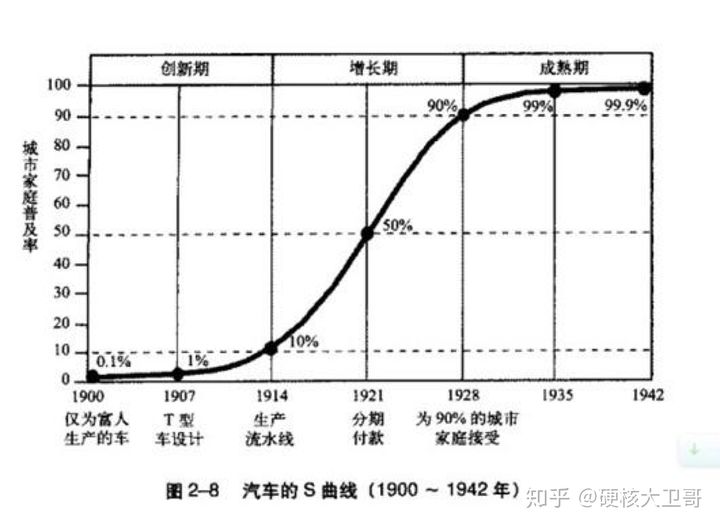 创新期 增长期 成熟期
城市家庭普及率
100
90
80
70
60
50
40
30
20
10
0
0.1%
1%
10%
50%
90%
99%
99.9%
1900 1907 1914 1921 1928 1935 1942
仅为富人 T 型 生产 分期 为 90% 的城市
生产的车 车设计 流水线 付款 家庭接受
图 2-8 汽车的 S 曲线（1900 ~ 1942 年）
知乎 @硬核大卫哥